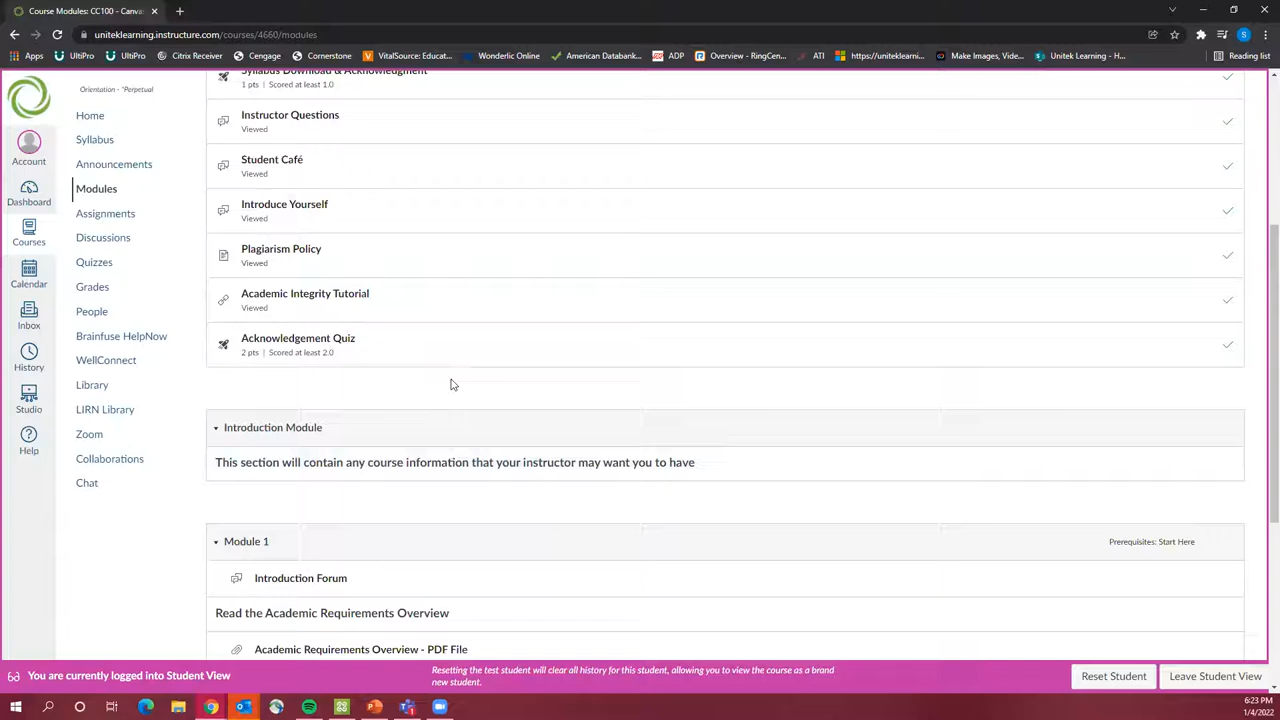 Course Modules: CC100 - Canva
uniteklearning.instructure.com/courses/4660/modules
Apps UltiPro UltiPro Citrix Receiver Cengage Cornerstone VitalSource: Educat... Wonderlic Online American Databank... ADP Overview - RingCen... ATI https://uniteklearni... Make Images, Video... Unitek Learning - H... Reading list
Account
Dashboard
Courses
Calendar
Inbox
History
Studio
Help
Orientation - "Perpetual
Home
Syllabus
Announcements
Modules
Assignments
Discussions
Quizzes
Grades
People
Brainfuse HelpNow
WellConnect
Library
LIRN Library
Zoom
Collaborations
Chat
Syllabus Download & Acknowledgment
1 pts | Scored at least 1.0
Instructor Questions
Viewed
Student Café
Viewed
Introduce Yourself
Viewed
Plagiarism Policy
Viewed
Academic Integrity Tutorial
Viewed
Acknowledgement Quiz
2 pts | Scored at least 2.0
Introduction Module
This section will contain any course information that your instructor may want you to have
Module 1 Prerequisites: Start Here
Introduction Forum
Read the Academic Requirements Overview
Academic Requirements Overview - PDF File
You are currently logged into Student View
Resetting the test student will clear all history for this student, allowing you to view the course as a brand
new student.
Reset Student Leave Student View
6:23 PM
1/4/2022